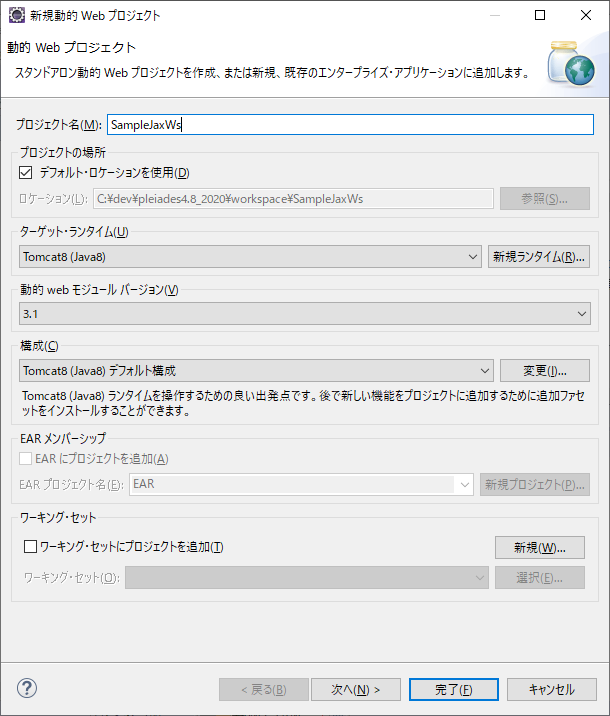 新規動的 Web プロジェクト
動的 Web プロジェクト
スタンドアロン動的 Web プロジェクトを作成、または新規、既存のエンタープライズ・アプリケーションに追加します。
プロジェクト名(M): SampleJaxWs
プロジェクトの場所
デフォルト・ロケーションを使用(D)
ロケーション(L): C:¥dev¥pleiades4.8_2020¥workspace¥SampleJaxWs 参照(S)...
ターゲット・ランタイム(U)
Tomcat8 (Java8) 新規ランタイム(R)...
動的 web モジュール バージョン(V)
3.1
構成(C)
Tomcat8 (Java8) デフォルト構成 変更(I)...
Tomcat8 (Java8) ランタイムを操作するための良い出発点です。後で新しい機能をプロジェクトに追加するために追加ファセ
ットをインストールすることができます。
EAR メンバーシップ
EAR にプロジェクトを追加(A)
EAR プロジェクト名(E): EAR 新規プロジェクト(P)...
ワーキング・セット
ワーキング・セットにプロジェクトを追加(T) 新規(W)...
ワーキング・セット(O): 選択(E)...
? < 戻る(B) 次へ(N) > 完了(F) キャンセル